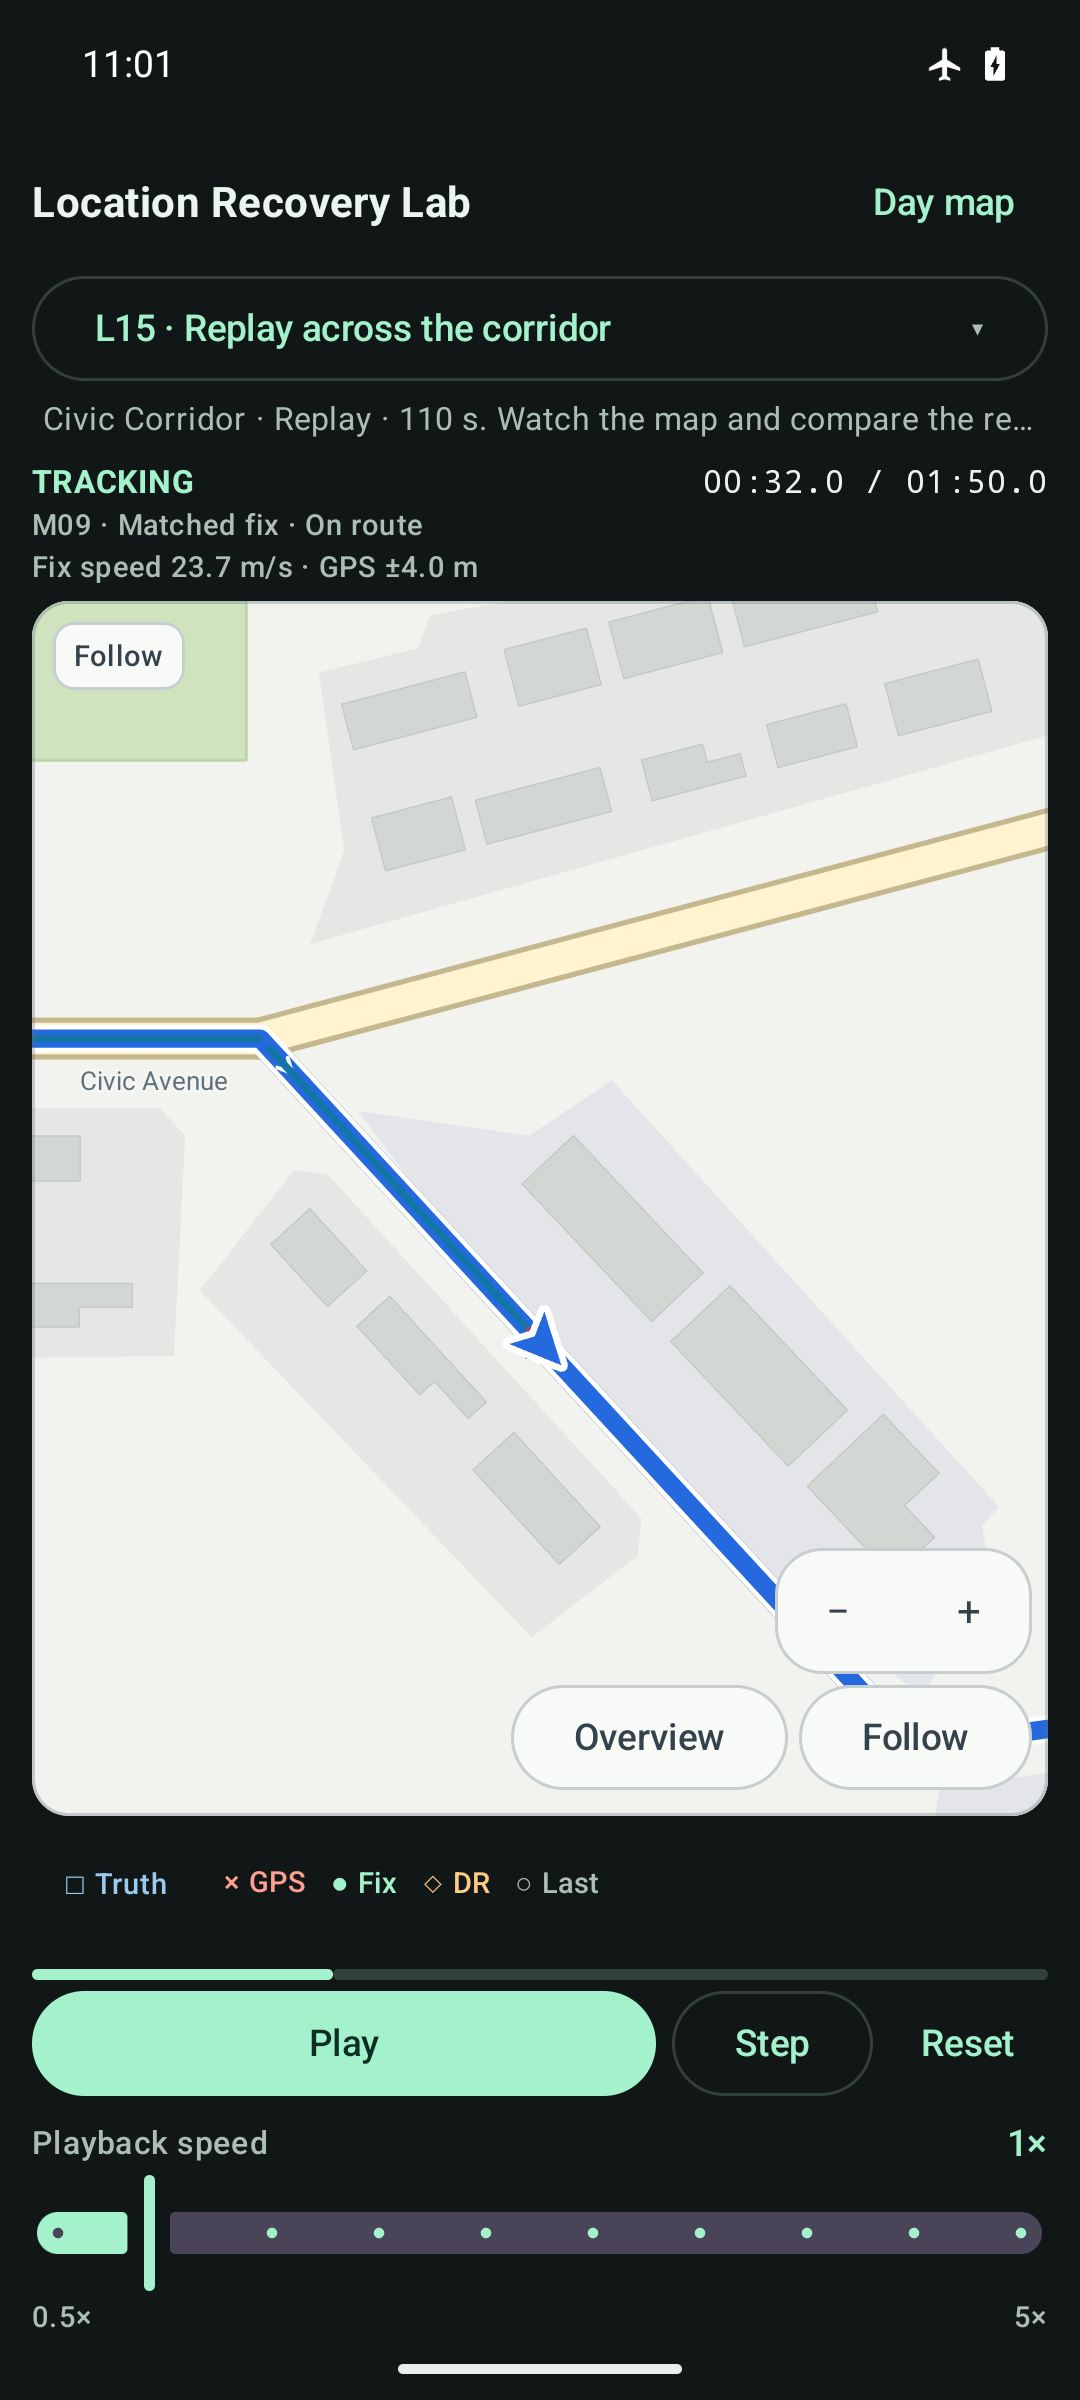 11:01
Location Recovery Lab
Day map
L15 · Replay across the corridor ▾
Civic Corridor · Replay · 110 s. Watch the map and compare the re…
TRACKING
00:32.0 / 01:50.0
M09 · Matched fix · On route
Fix speed 23.7 m/s · GPS ±4.0 m
Follow
Civic Avenue
− +
Overview
Follow
□ Truth × GPS ● Fix ◇ DR ○ Last
Play
Step
Reset
Playback speed
1×
0.5×
5×